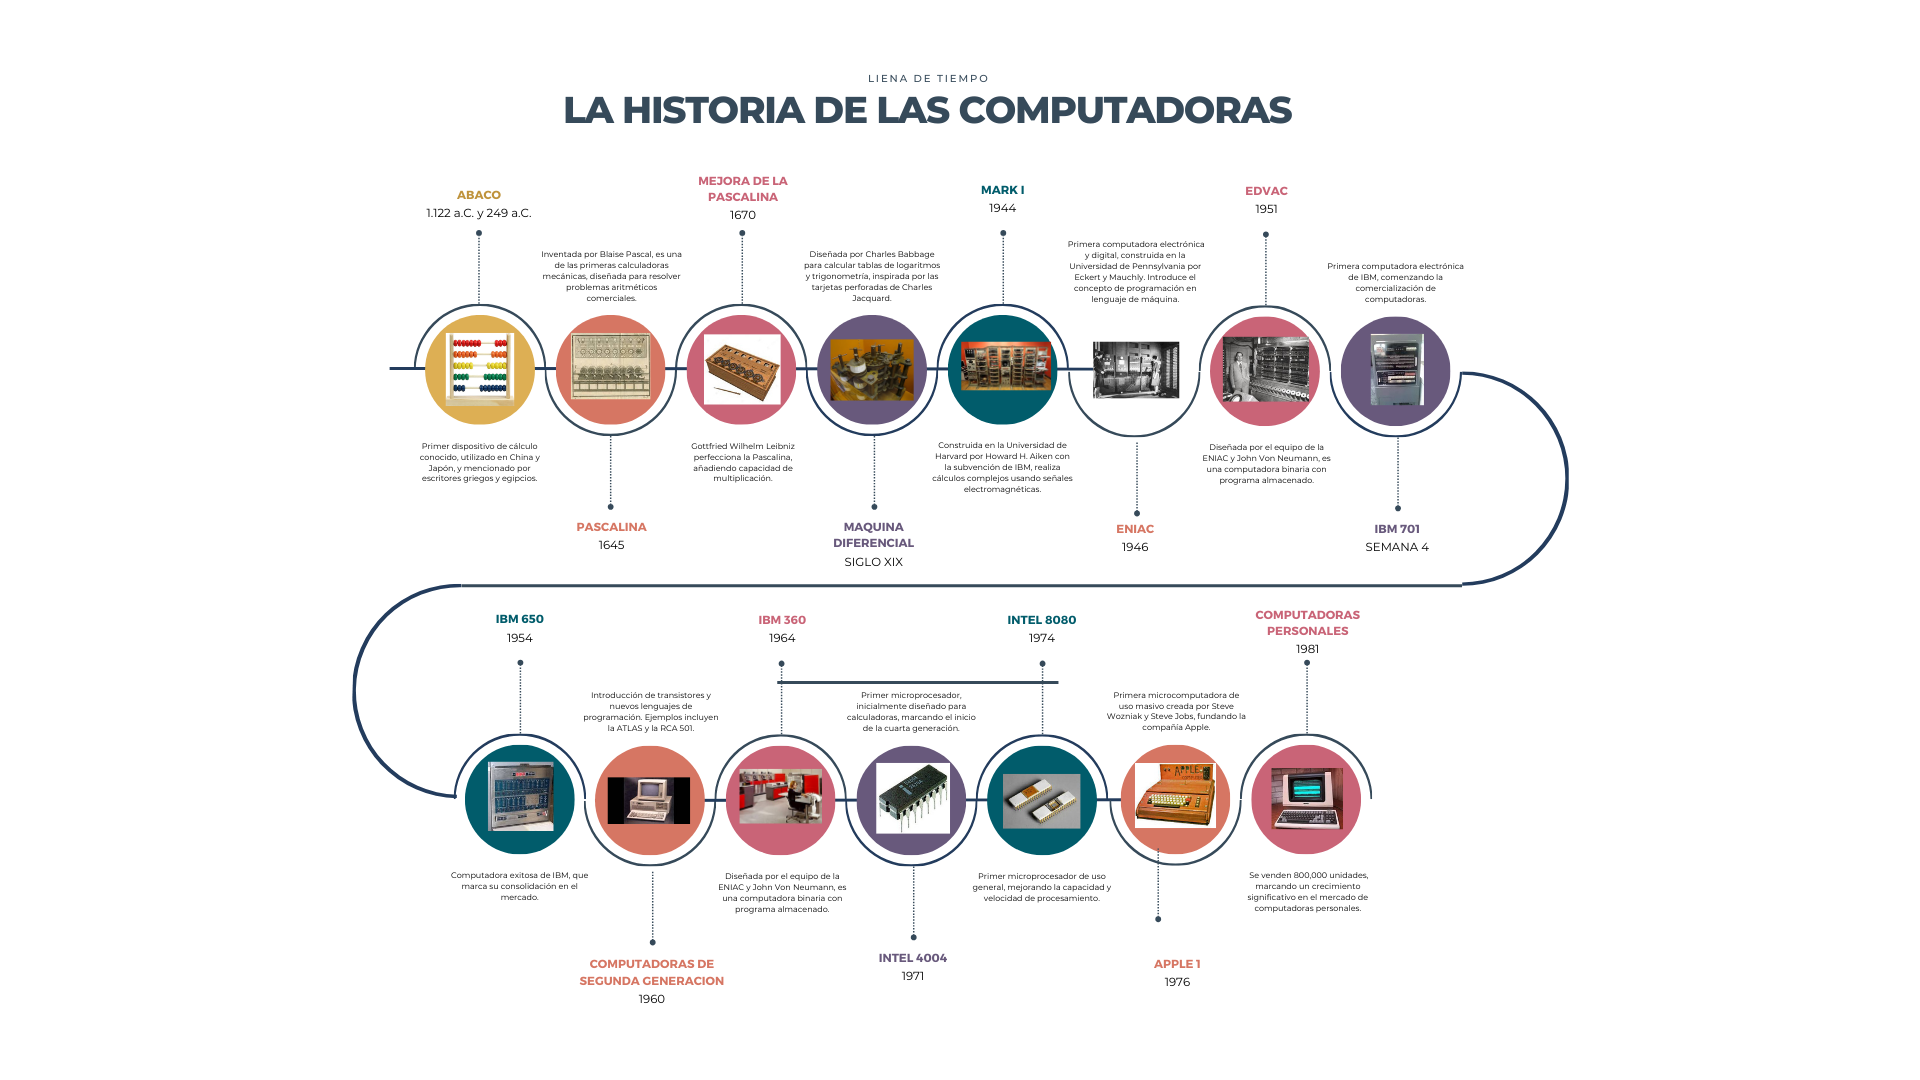 LIENA DE TIEMPO
LA HISTORIA DE LAS COMPUTADORAS
ABACO
1.122 a.C. y 249 a.C.
Primer dispositivo de cálculo
conocido, utilizado en China y
Japón, y mencionado por
escritores griegos y egipcios.
Inventada por Blaise Pascal, es una
de las primeras calculadoras
mecánicas, diseñada para resolver
problemas aritméticos
comerciales.
PASCALINA
1645
MEJORA DE LA
PASCALINA
1670
Gottfried Wilhelm Leibniz
perfecciona la Pascalina,
añadiendo capacidad de
multiplicación.
Diseñada por Charles Babbage
para calcular tablas de logaritmos
y trigonometría, inspirada por las
tarjetas perforadas de Charles
Jacquard.
MAQUINA
DIFERENCIAL
SIGLO XIX
MARK I
1944
Construida en la Universidad de
Harvard por Howard H. Aiken con
la subvención de IBM, realiza
cálculos complejos usando señales
electromagnéticas.
Primera computadora electrónica
y digital, construida en la
Universidad de Pennsylvania por
Eckert y Mauchly. Introduce el
concepto de programación en
lenguaje de máquina.
ENIAC
1946
EDVAC
1951
Diseñada por el equipo de la
ENIAC y John Von Neumann, es
una computadora binaria con
programa almacenado.
Primera computadora electrónica
de IBM, comenzando la
comercialización de
computadoras.
IBM 701
SEMANA 4
IBM 650
1954
Computadora exitosa de IBM, que
marca su consolidación en el
mercado.
Introducción de transistores y
nuevos lenguajes de
programación. Ejemplos incluyen
la ATLAS y la RCA 501.
COMPUTADORAS DE
SEGUNDA GENERACION
1960
IBM 360
1964
Diseñada por el equipo de la
ENIAC y John Von Neumann, es
una computadora binaria con
programa almacenado.
Primer microprocesador,
inicialmente diseñado para
calculadoras, marcando el inicio
de la cuarta generación.
INTEL 4004
1971
INTEL 8080
1974
Primer microprocesador de uso
general, mejorando la capacidad y
velocidad de procesamiento.
Primera microcomputadora de
uso masivo creada por Steve
Wozniak y Steve Jobs, fundando la
compañía Apple.
APPLE 1
1976
COMPUTADORAS
PERSONALES
1981
Se venden 800,000 unidades,
marcando un crecimiento
significativo en el mercado de
computadoras personales.